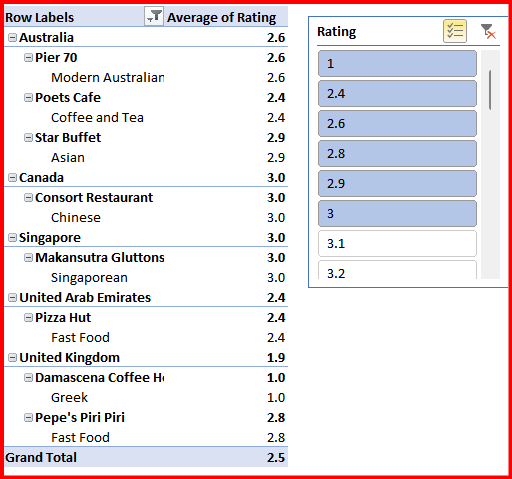 Row Labels Average of Rating
Australia 2.6
Pier 70 2.6
Modern Australian 2.6
Poets Cafe 2.4
Coffee and Tea 2.4
Star Buffet 2.9
Asian 2.9
Canada 3.0
Consort Restaurant 3.0
Chinese 3.0
Singapore 3.0
Makansutra Gluttons 3.0
Singaporean 3.0
United Arab Emirates 2.4
Pizza Hut 2.4
Fast Food 2.4
United Kingdom 1.9
Damascena Coffee H 1.0
Greek 1.0
Pepe's Piri Piri 2.8
Fast Food 2.8
Grand Total 2.5
Rating
1
2.4
2.6
2.8
2.9
3
3.1
3.2